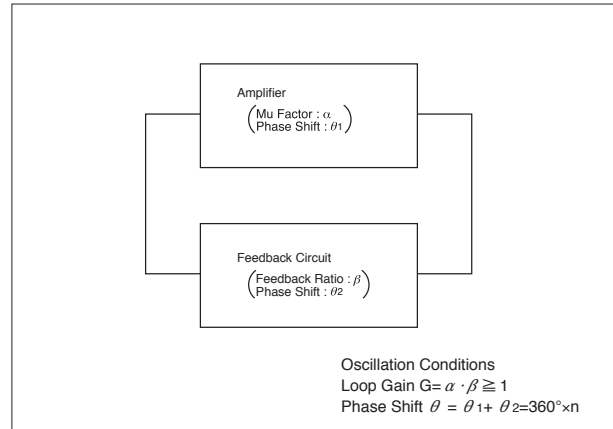 Amplifier
Mu Factor : α
Phase Shift : θ1
Feedback Circuit
Feedback Ratio : β
Phase Shift : θ2
Oscillation Conditions
Loop Gain G= α · β ≧ 1
Phase Shift θ = θ1+ θ2=360°×n